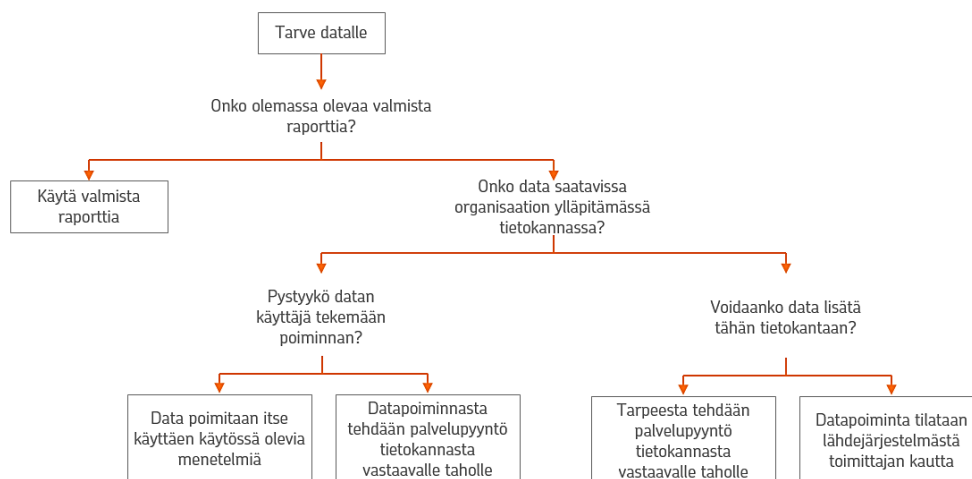 Tarve datalle
Onko olemassa olevaa valmista
raporttia?
Käytä valmista
raporttia
Onko data saatavissa
organisaation ylläpitämässä
tietokannassa?
Pystyykö datan
käyttäjä tekemään
poiminnan?
Voidaanko data lisätä
tähän tietokantaan?
Data poimitaan itse
käyttäen käytössä olevia
menetelmiä
Datapoiminnasta
tehdään palvelupyyntö
tietokannasta
vastaavalle taholle
Tarpeesta tehdään
palvelupyyntö
tietokannasta
vastaavalle taholle
Datapoiminta tilataan
lähdejärjestelmästä
toimittajan kautta